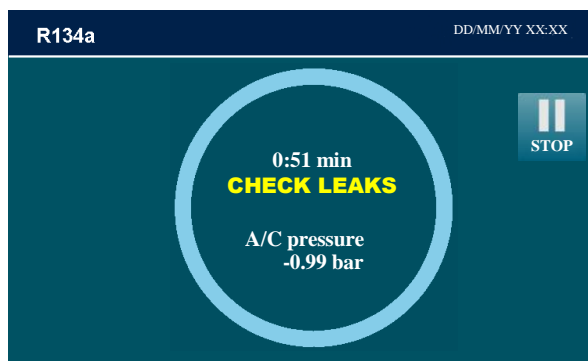 R134a
DD/MM/YY XX:XX
STOP
0:51 min
CHECK LEAKS
A/C pressure
-0.99 bar